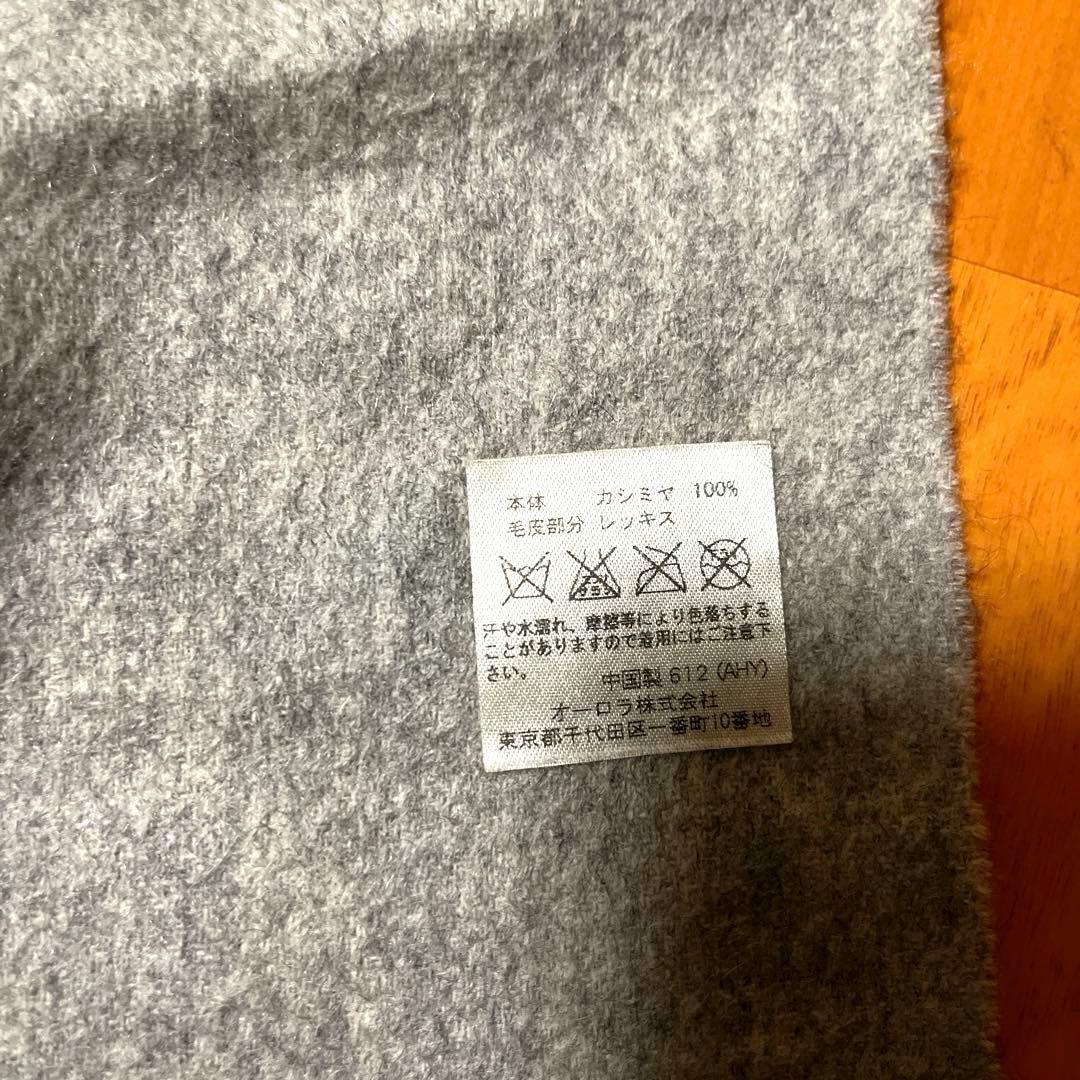 本体 カシミヤ 100%
毛皮部分 レッキス
や水濡れ、摩擦等により色落ちする
ことがありますので着用にはご注意下
さい。
中国製 612 (AHY)
オーロラ株式会社
東京都千代田区一番町10番地